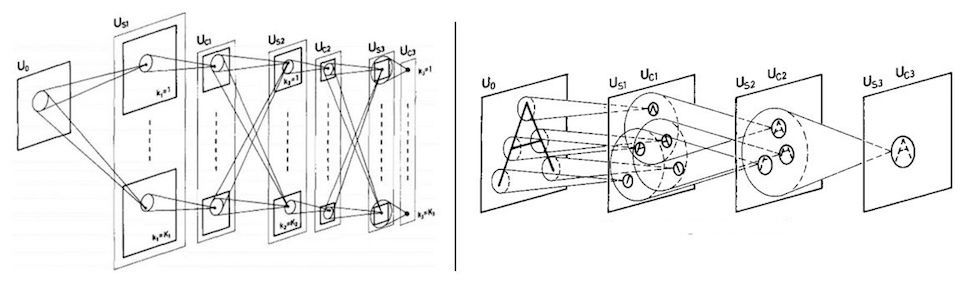 U0
US1
UC1
US2
UC2
US3
UC3
k1=1
k2=1
k3=1
k1=K1
k2=K2
k3=K3
U0
US1
UC1
US2
UC2
US3
UC3
A